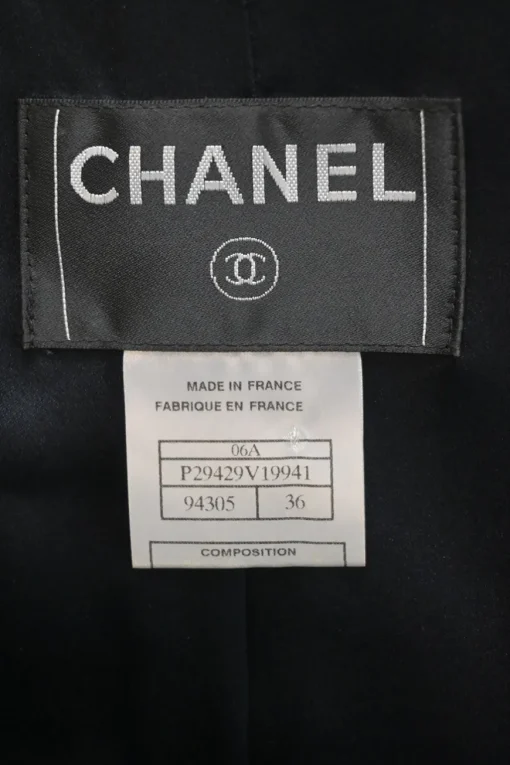 CHANEL
MADE IN FRANCE
FABRIQUE EN FRANCE
06A
P29429V19941
94305 36
COMPOSITION